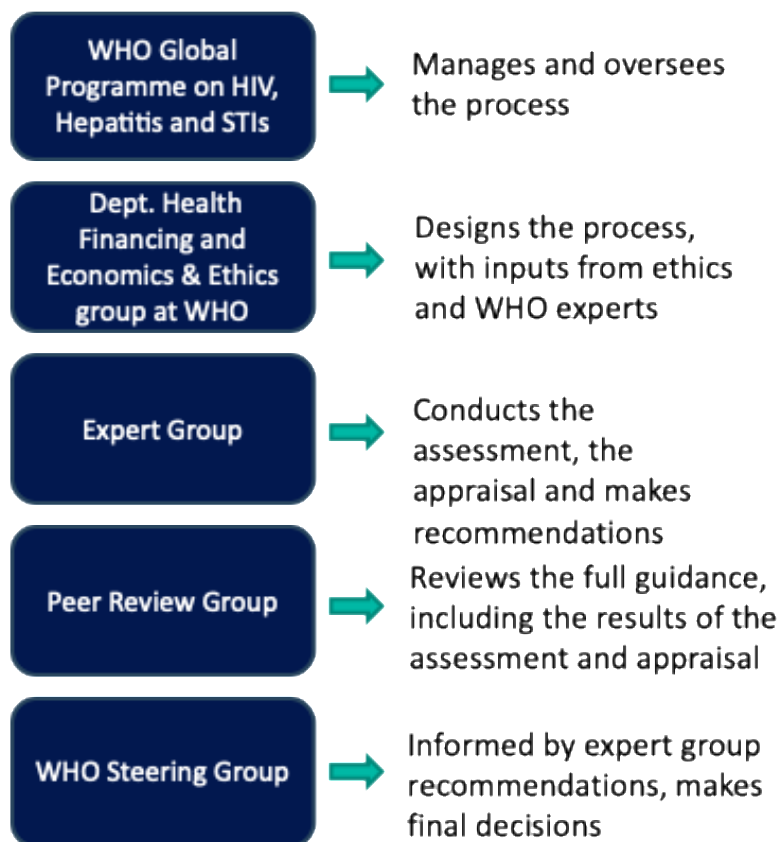 WHO Global
Programme on HIV,
Hepatitis and STIs
Manages and oversees
the process
Dept. Health
Financing and
Economics & Ethics
group at WHO
Designs the process,
with inputs from ethics
and WHO experts
Expert Group
Conducts the
assessment, the
appraisal and makes
recommendations
Peer Review Group
Reviews the full guidance,
including the results of the
assessment and appraisal
WHO Steering Group
Informed by expert group
recommendations, makes
final decisions